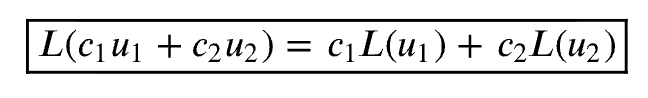 L(c₁u₁ + c₂u₂) = c₁L(u₁) + c₂L(u₂)